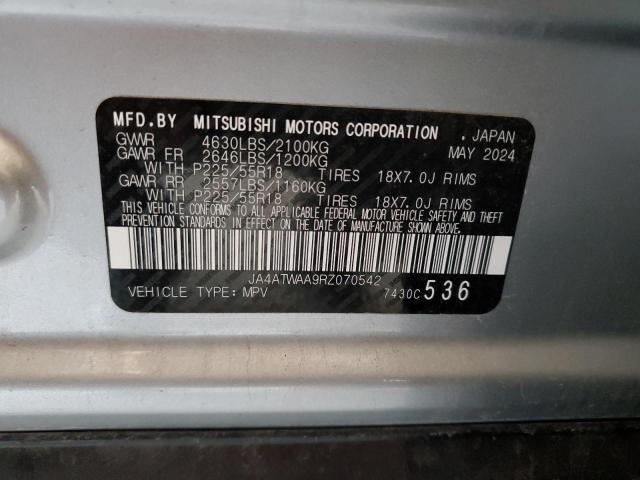 MFD.BY MITSUBISHI MOTORS CORPORATION . JAPAN
GVWR 4630LBS/2100KG MAY 2024
GAWR FR 2646LBS/1200KG
WITH P225/55R18 TIRES 18X7.0J RIMS
GAWR RR 2557LBS/1160KG
WITH P225/55R18 TIRES 18X7.0J RIMS
THIS VEHICLE CONFORMS TO ALL APPLICABLE FEDERAL MOTOR VEHICLE SAFETY AND THEFT
PREVENTION STANDARDS IN EFFECT ON THE DATE OF MANUFACTURE SHOWN ABOVE.
JA4ATWAA9RZ070542
VEHICLE TYPE: MPV 7430C 536